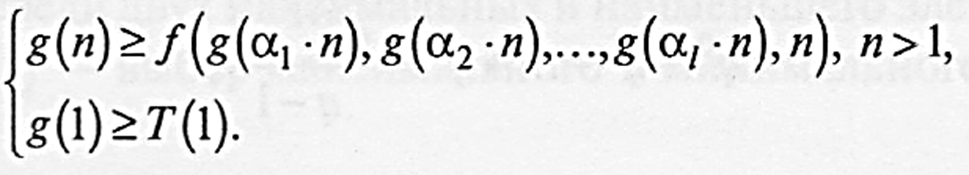 g(n) ≥ f(g(α₁ · n), g(α₂ · n),...,g(αₗ · n), n), n > 1,
g(1) ≥ T(1).